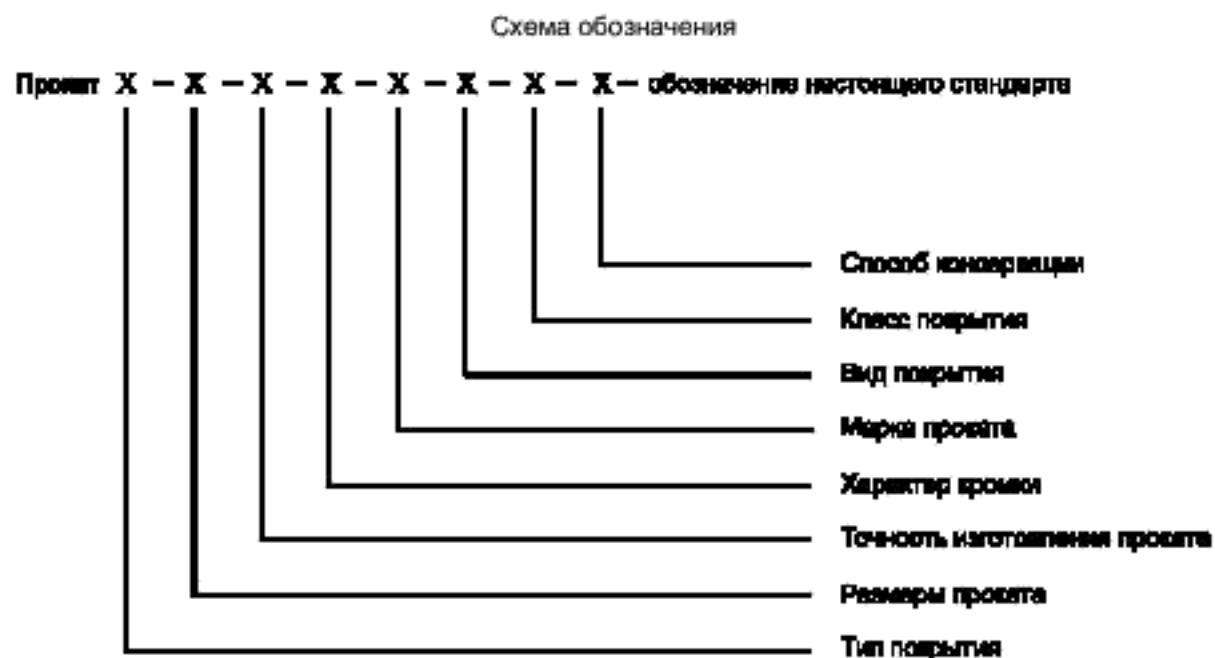 Схема обозначения
Прокат X – X – X – X – X – X – X – X – обозначение настоящего стандарта
Способ консервации
Класс покрытия
Вид покрытия
Марка проката
Характер кромки
Точность изготовления проката
Размеры проката
Тип покрытия